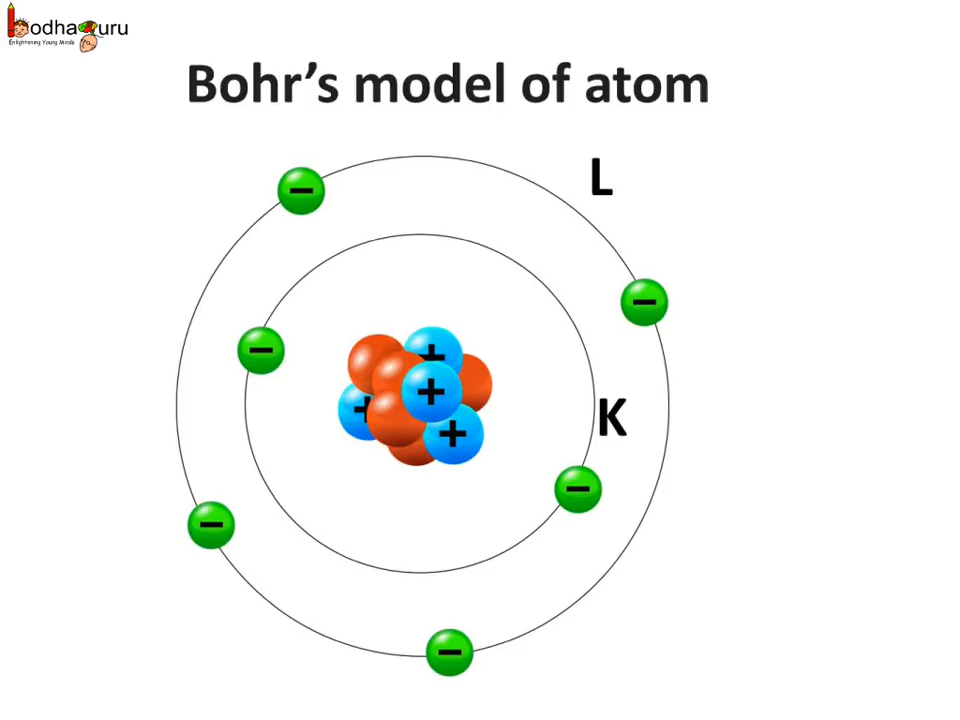 BodhaGuru
Enlightening Young Minds
Bohr’s model of atom
L
−
−
−
+
+
K
+
+
−
−
−